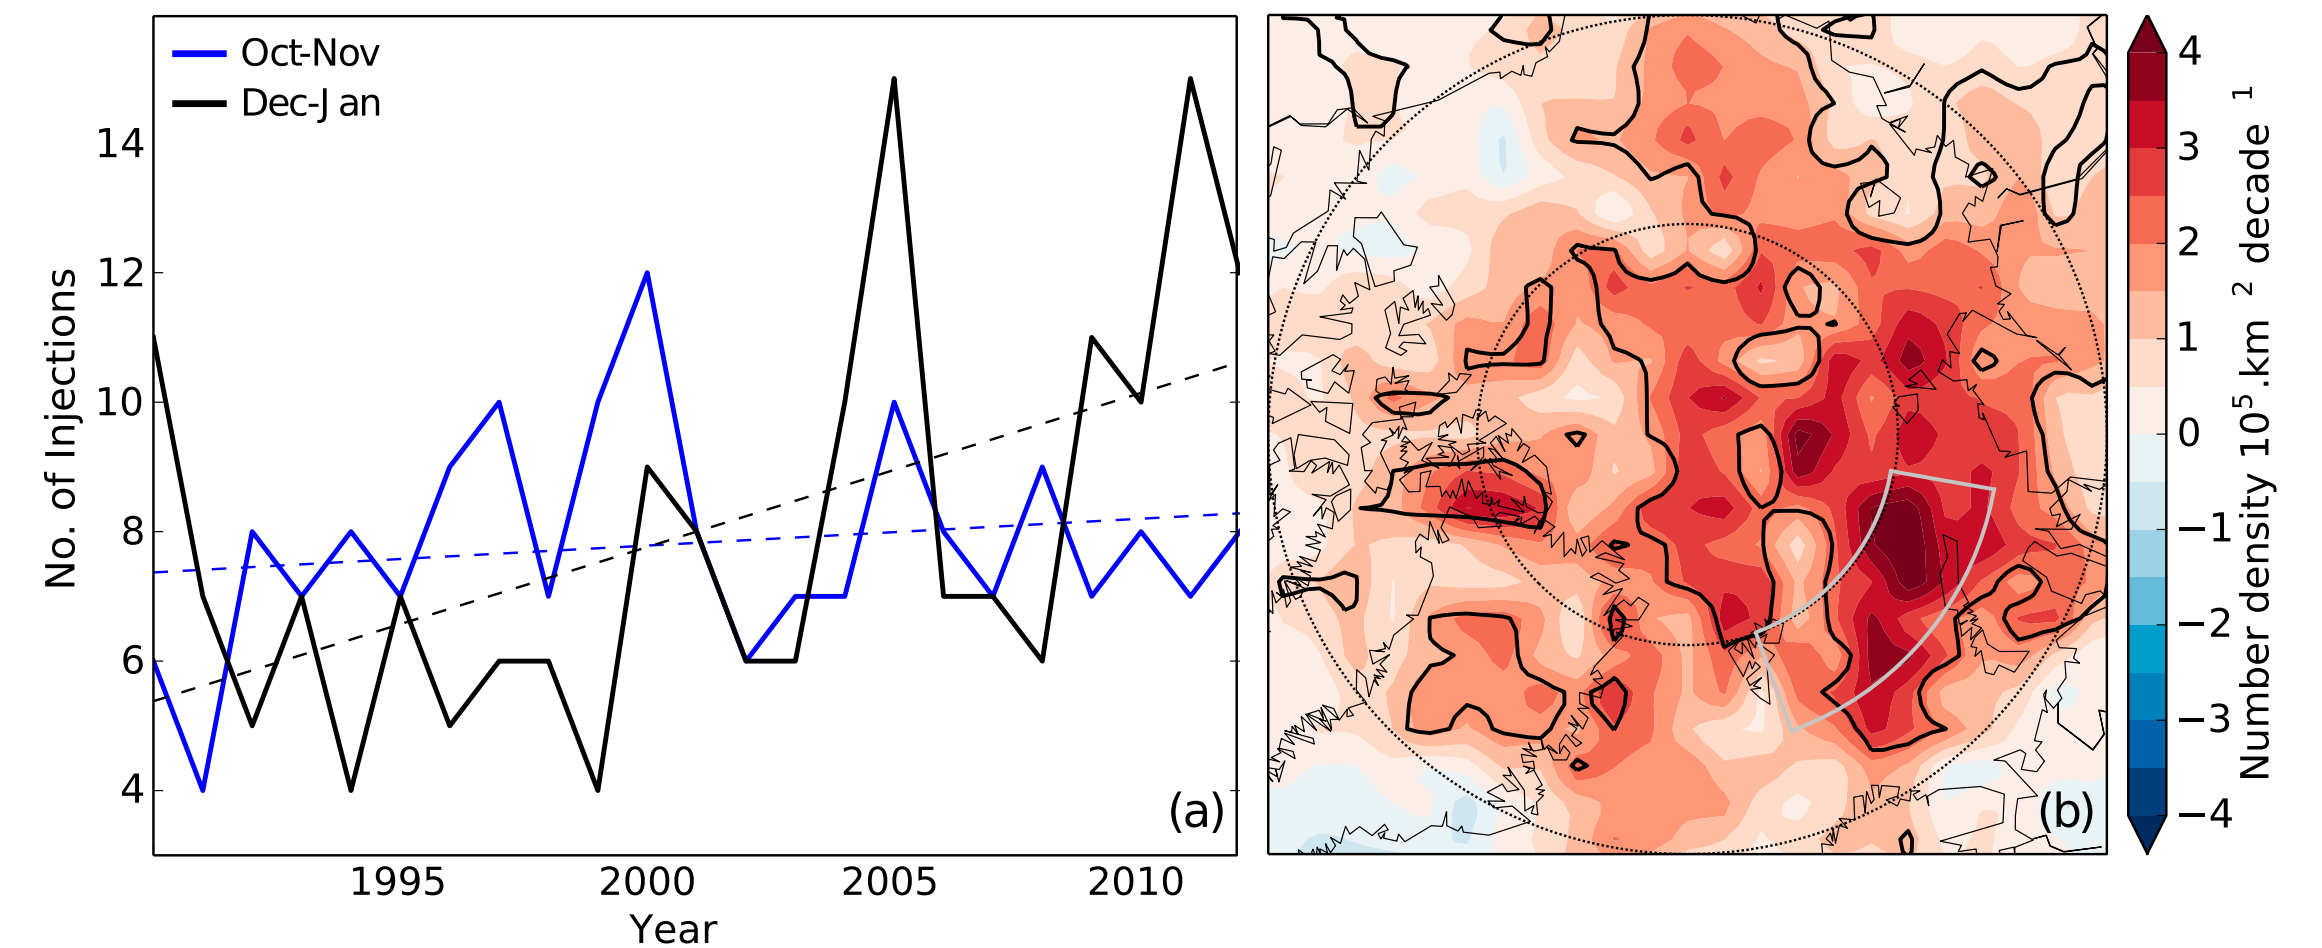 Oct-Nov
Dec-Jan
14
12
10
8
6
4
No. of Injections
1995
2000
2005
2010
Year
(a)
(b)
4
3
2
1
0
−1
−2
−3
−4
Number density 10⁵.km ² decade ¹